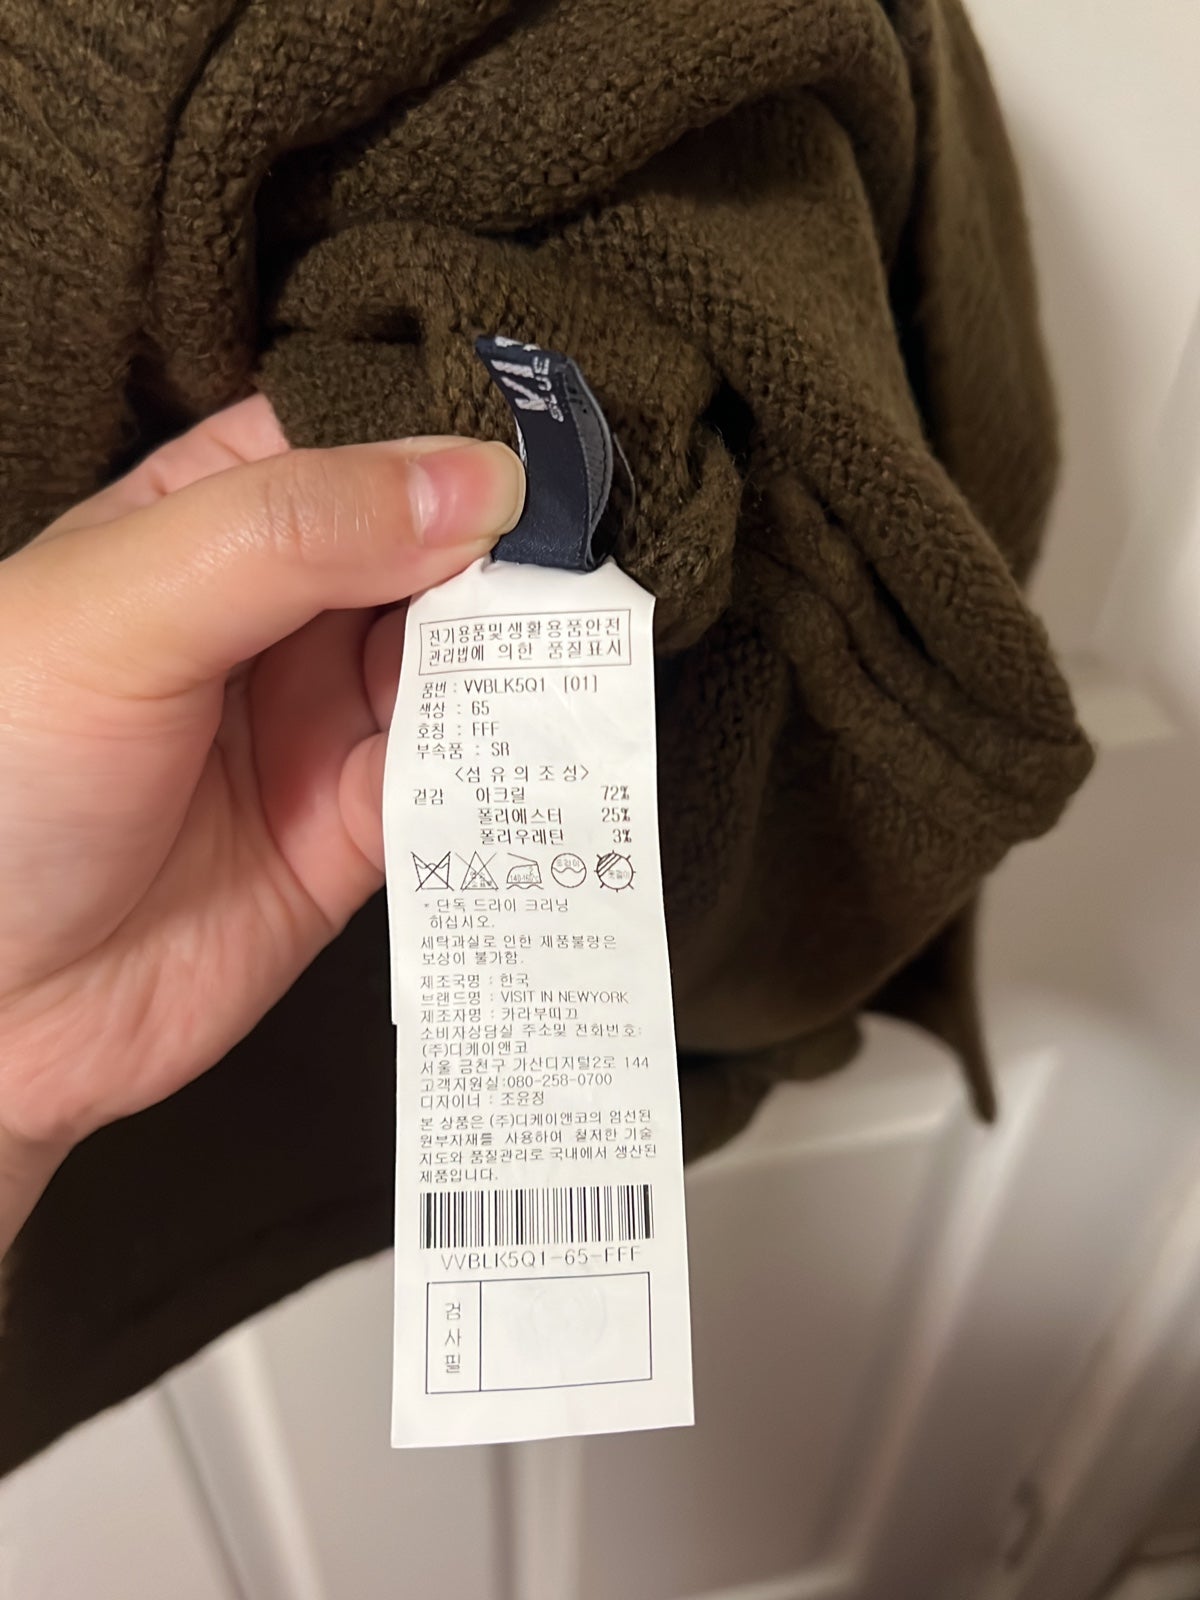 VI
BLUE
전기용품및생활용품안전
관리법에 의한 품질표시
품번 : VVBLK5Q1 [01]
색상 : 65
호칭 : FFF
부속품 : SR
<섬유의조성>
겉감 아크릴 72%
폴리에스터 25%
폴리우레탄 3%
140~160℃ 드라이 옷걸이
* 단독 드라이 크리닝
하십시오.
세탁과실로 인한 제품불량은
보상이 불가함.
제조국명 : 한국
브랜드명 : VISIT IN NEWYORK
제조자명 : 카라부띠끄
소비자상담실 주소및 전화번호:
(주)디케이앤코
서울 금천구 가산디지털2로 144
고객지원실:080-258-0700
디자이너 : 조윤정
본 상품은 (주)디케이앤코의 엄선된
원부자재를 사용하여 철저한 기술
지도와 품질관리로 국내에서 생산된
제품입니다.
VVBLK5Q1-65-FFF
검
사
필